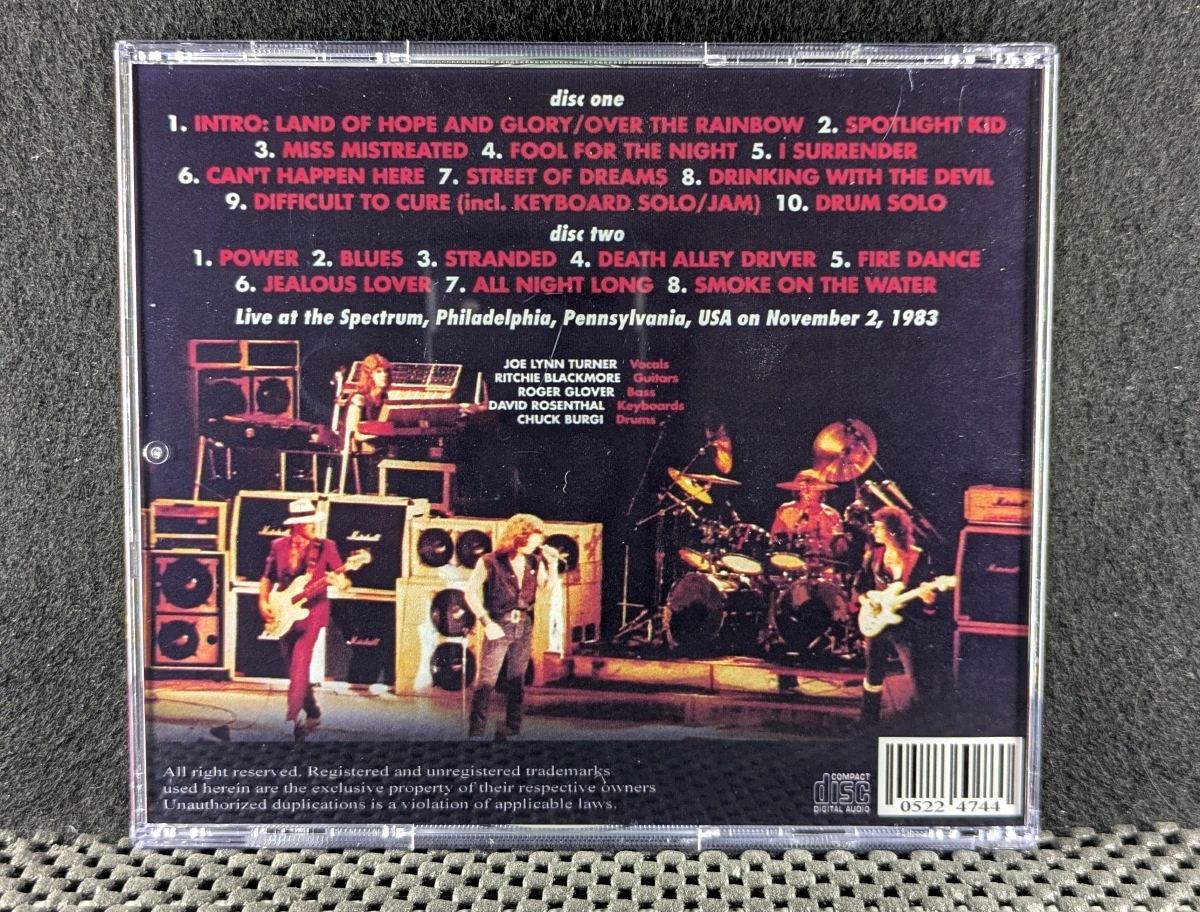 disc one
1. INTRO: LAND OF HOPE AND GLORY/OVER THE RAINBOW 2. SPOTLIGHT KID
3. MISS MISTREATED 4. FOOL FOR THE NIGHT 5. I SURRENDER
6. CAN'T HAPPEN HERE 7. STREET OF DREAMS 8. DRINKING WITH THE DEVIL
9. DIFFICULT TO CURE (incl. KEYBOARD SOLO/JAM) 10. DRUM SOLO
disc two
1. POWER 2. BLUES 3. STRANDED 4. DEATH ALLEY DRIVER 5. FIRE DANCE
6. JEALOUS LOVER 7. ALL NIGHT LONG 8. SMOKE ON THE WATER
Live at the Spectrum, Philadelphia, Pennsylvania, USA on November 2, 1983
JOE LYNN TURNER Vocals
RITCHIE BLACKMORE Guitars
ROGER GLOVER Bass
DAVID ROSENTHAL Keyboards
CHUCK BURGI Drums
Marshall
Marshall
Marshall
Marshall
Marshall
All right reserved. Registered and unregistered trademarks
used herein are the exclusive property of their respective owners
Unauthorized duplications is a violation of applicable laws.
COMPACT
disc
DIGITAL AUDIO
0522 4744